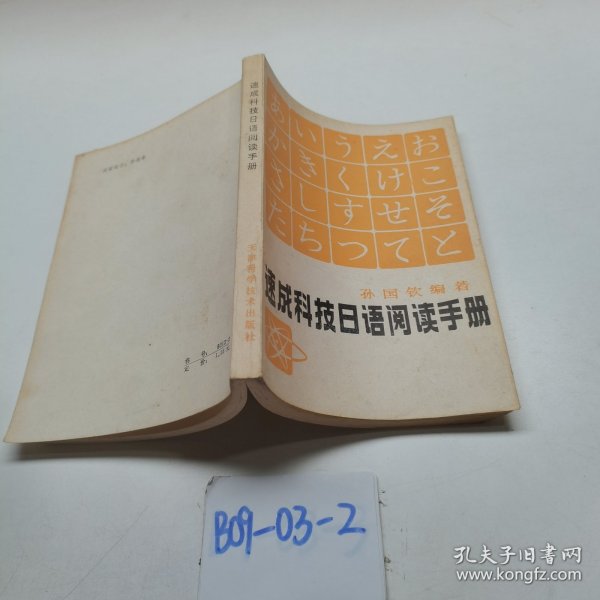 あいうえお
かきくけこ
さしすせそ
たちつてと
孙国钦编著
速成科技日语阅读手册
速成科技日语阅读手册
天津科学技术出版社
B09-03-2
孔夫子旧书网
www.kongfz.com